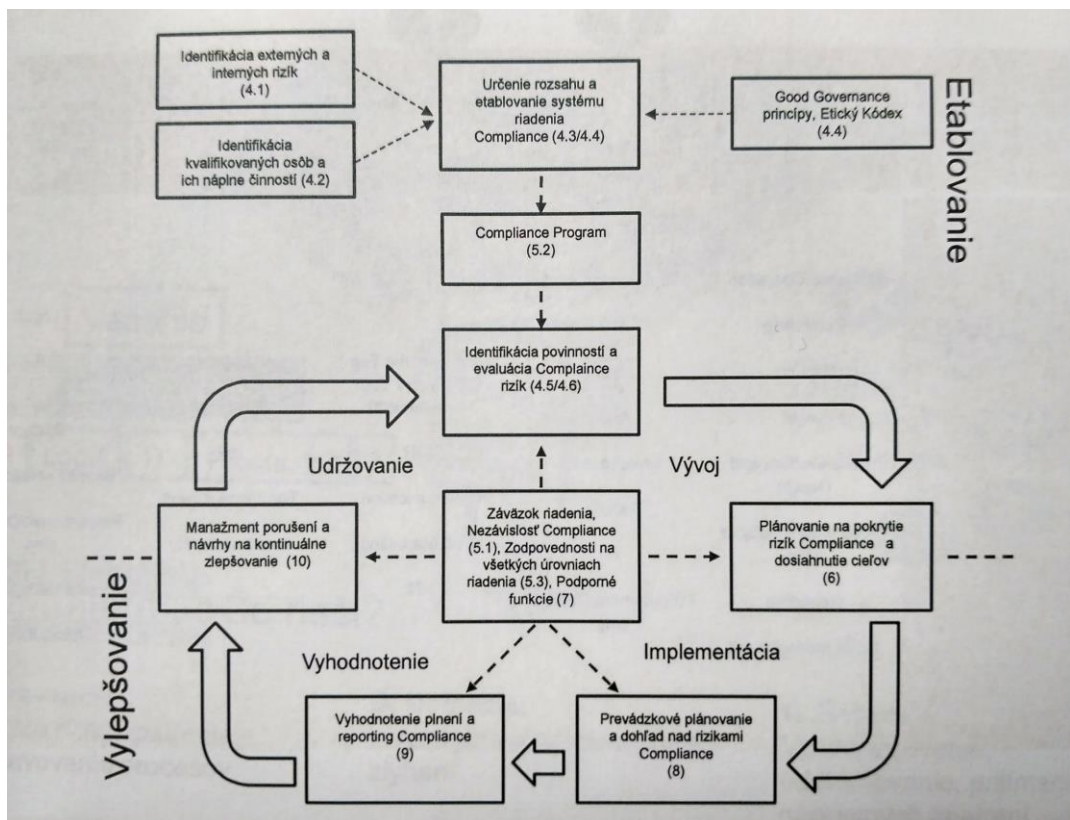 Identifikácia externých a
interných rizík
(4.1)
Určenie rozsahu a
etablovanie systému
riadenia
Compliance (4.3/4.4)
Good Governance
princípy, Etický Kódex
(4.4)
Etablovanie
Identifikácia
kvalifikovaných osôb a
ich náplne činností (4.2)
Compliance Program
(5.2)
Identifikácia povinností a
evaluácia Complaince
rizík (4.5/4.6)
Udržovanie
Vývoj
Manažment porušení a
návrhy na kontinuálne
zlepšovanie (10)
Záväzok riadenia,
Nezávislosť Compliance
(5.1), Zodpovednosti na
všetkých úrovniach
riadenia (5.3), Podporné
funkcie (7)
Plánovanie na pokrytie
rizík Compliance a
dosiahnutie cieľov
(6)
Vylepšovanie
Vyhodnotenie
Implementácia
Vyhodnotenie plnení a
reporting Compliance
(9)
Prevádzkové plánovanie
a dohľad nad rizikami
Compliance
(8)